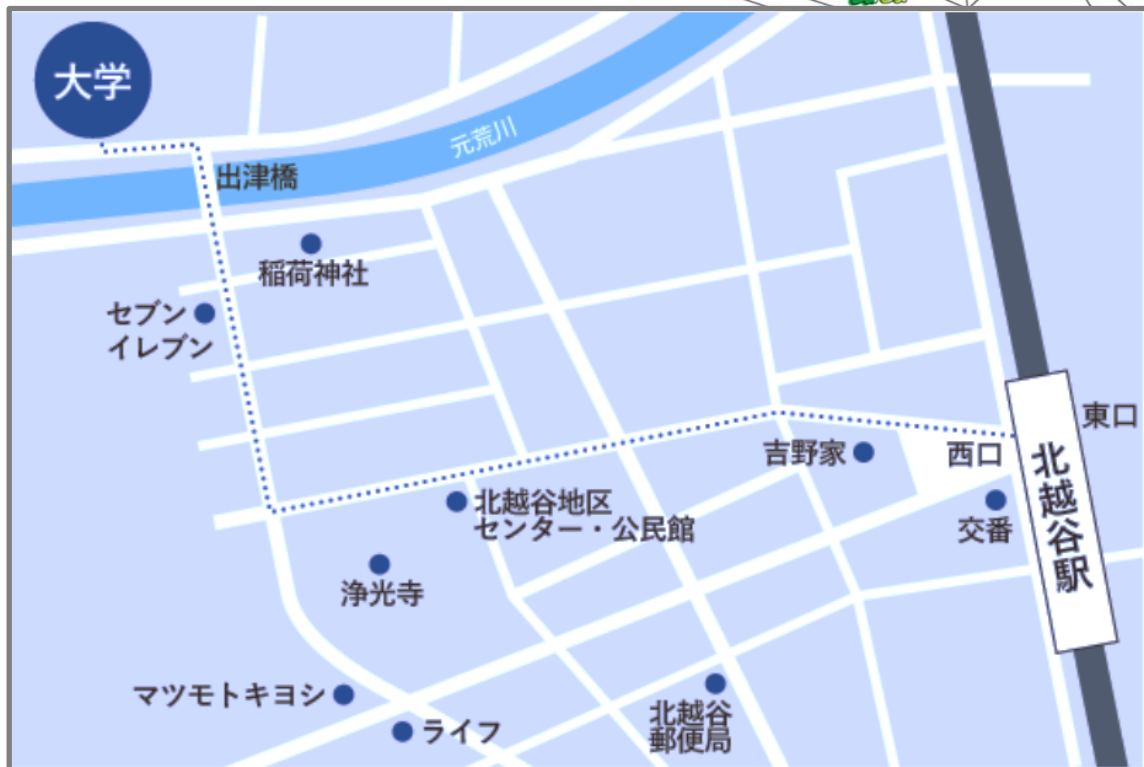 大学
元荒川
出津橋
稲荷神社
セブン
イレブン
東口
吉野家
西口
北越谷駅
北越谷地区
センター・公民館
交番
浄光寺
マツモトキヨシ
北越谷
郵便局
ライフ